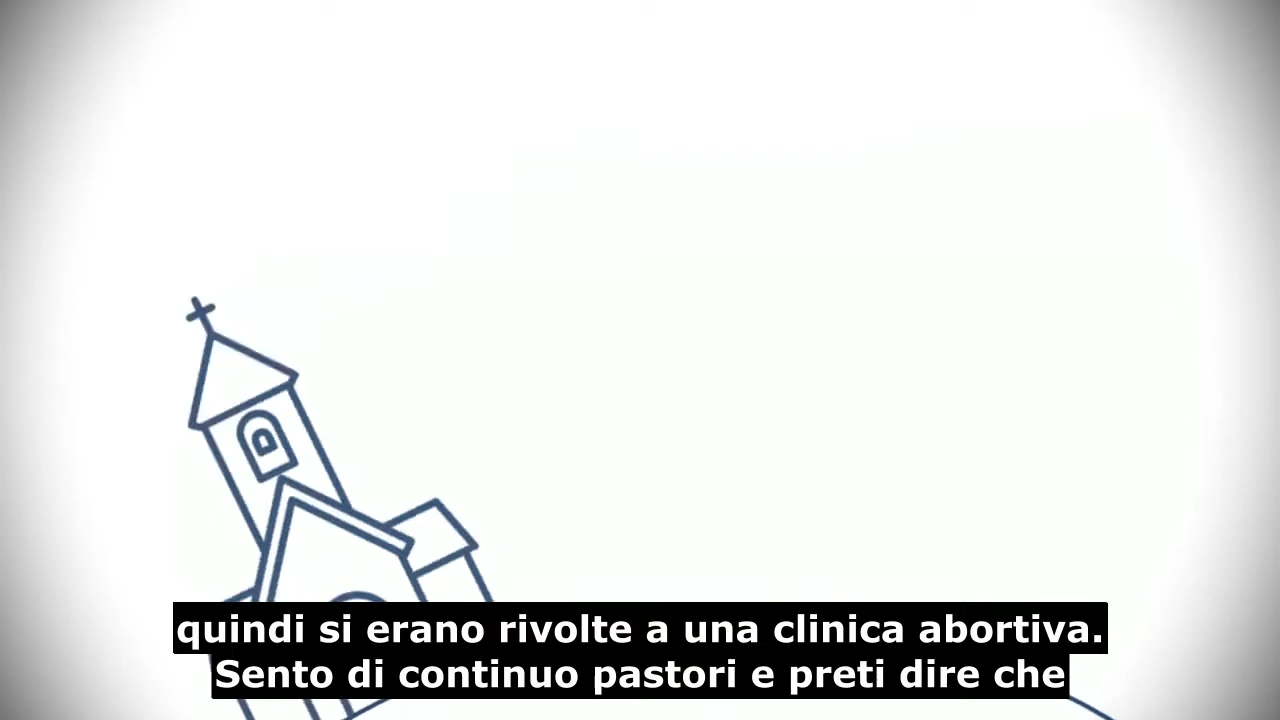 quindi si erano rivolte a una clinica abortiva.
Sento di continuo pastori e preti dire che